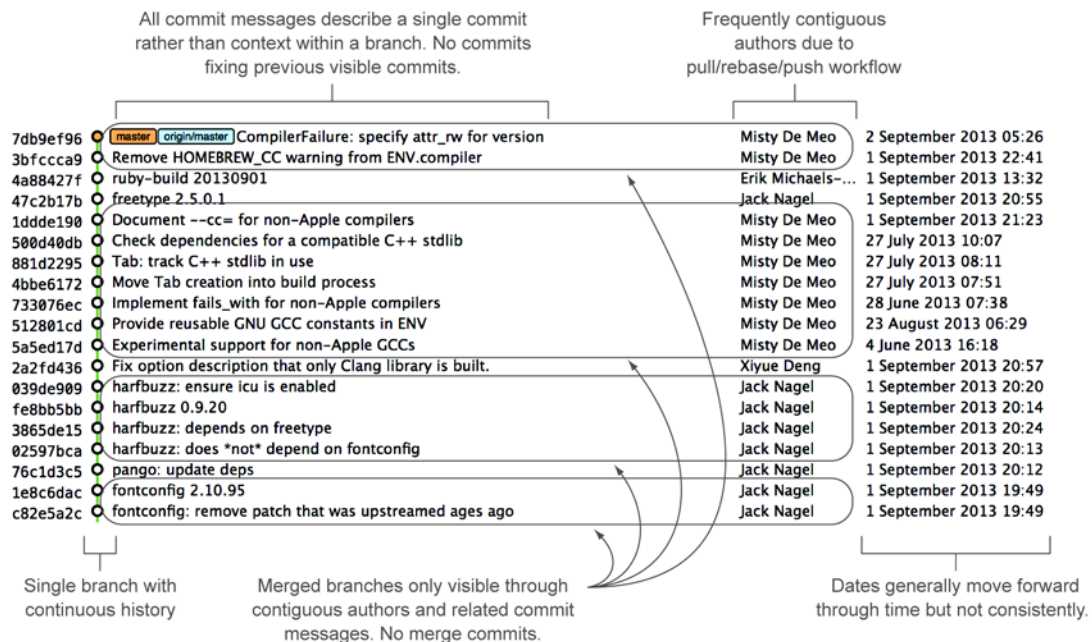 All commit messages describe a single commit
rather than context within a branch. No commits
fixing previous visible commits.
Frequently contiguous
authors due to
pull/rebase/push workflow
7db9ef96 master origin/master CompilerFailure: specify attr_rw for version Misty De Meo 2 September 2013 05:26
3bfccca9 Remove HOMEBREW_CC warning from ENV.compiler Misty De Meo 1 September 2013 22:41
4a88427f ruby-build 20130901 Erik Michaels-... 1 September 2013 13:32
47c2b17b freetype 2.5.0.1 Jack Nagel 1 September 2013 20:55
1ddde190 Document --cc= for non-Apple compilers Misty De Meo 1 September 2013 21:23
500d40db Check dependencies for a compatible C++ stdlib Misty De Meo 27 July 2013 10:07
881d2295 Tab: track C++ stdlib in use Misty De Meo 27 July 2013 08:11
4bbe6172 Move Tab creation into build process Misty De Meo 27 July 2013 07:51
733076ec Implement fails_with for non-Apple compilers Misty De Meo 28 June 2013 07:38
512801cd Provide reusable GNU GCC constants in ENV Misty De Meo 23 August 2013 06:29
5a5ed17d Experimental support for non-Apple GCCs Misty De Meo 4 June 2013 16:18
2a2fd436 Fix option description that only Clang library is built. Xiyue Deng 1 September 2013 20:57
039de909 harfbuzz: ensure icu is enabled Jack Nagel 1 September 2013 20:20
fe8bb5bb harfbuzz 0.9.20 Jack Nagel 1 September 2013 20:14
3865de15 harfbuzz: depends on freetype Jack Nagel 1 September 2013 20:24
02597bca harfbuzz: does *not* depend on fontconfig Jack Nagel 1 September 2013 20:13
76c1d3c5 pango: update deps Jack Nagel 1 September 2013 20:12
1e8c6dac fontconfig 2.10.95 Jack Nagel 1 September 2013 19:49
c82e5a2c fontconfig: remove patch that was upstreamed ages ago Jack Nagel 1 September 2013 19:49
Single branch with
continuous history
Merged branches only visible through
contiguous authors and related commit
messages. No merge commits.
Dates generally move forward
through time but not consistently.